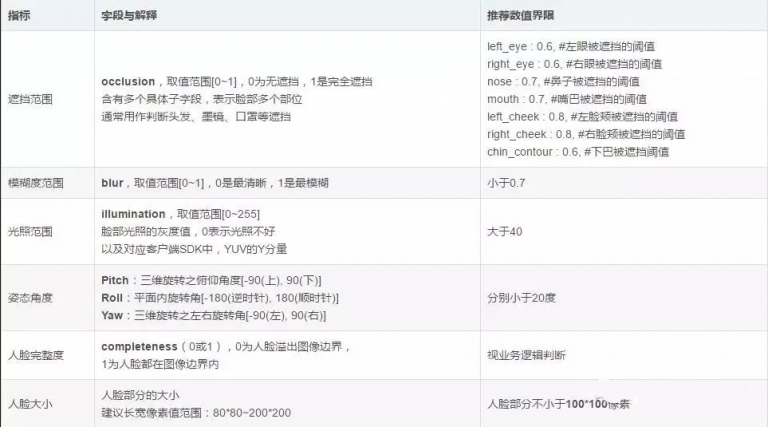 指标
字段与解释
推荐数值界限
遮挡范围
occlusion，取值范围[0~1]，0为无遮挡，1是完全遮挡
含有多个具体子字段，表示脸部多个部位
通常用作判断头发、墨镜、口罩等遮挡
left_eye : 0.6, #左眼被遮挡的阈值
right_eye : 0.6, #右眼被遮挡的阈值
nose : 0.7, #鼻子被遮挡的阈值
mouth : 0.7, #嘴巴被遮挡的阈值
left_cheek : 0.8, #左脸颊被遮挡的阈值
right_cheek : 0.8, #右脸颊被遮挡的阈值
chin_contour : 0.6, #下巴被遮挡阈值
模糊度范围
blur，取值范围[0~1]，0是最清晰，1是最模糊
小于0.7
光照范围
illumination，取值范围[0~255]
脸部光照的灰度值，0表示光照不好
以及对应客户端SDK中，YUV的Y分量
大于40
姿态角度
Pitch：三维旋转之俯仰角度[-90(上), 90(下)]
Roll：平面内旋转角[-180(逆时针), 180(顺时针)]
Yaw：三维旋转之左右旋转角[-90(左), 90(右)]
分别小于20度
人脸完整度
completeness（0或1），0为人脸溢出图像边界，
1为人脸都在图像边界内
视业务逻辑判断
人脸大小
人脸部分的大小
建议长宽像素值范围：80*80~200*200
人脸部分不小于100*100像素